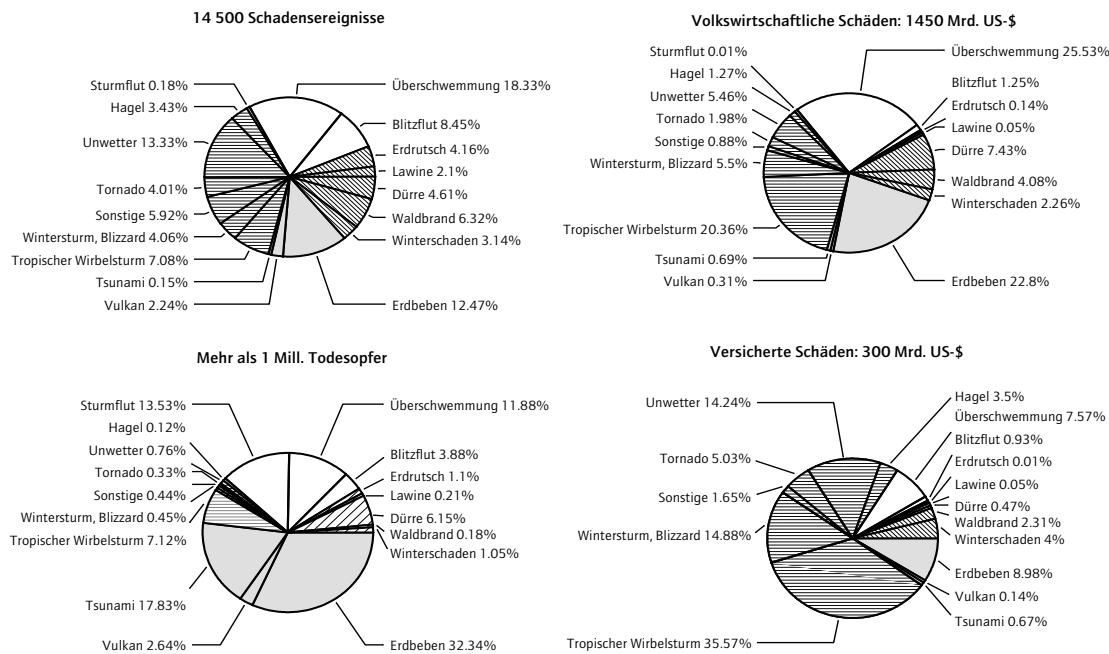 14 500 Schadensereignisse
Sturmflut 0.18%
Hagel 3.43%
Unwetter 13.33%
Tornado 4.01%
Sonstige 5.92%
Wintersturm, Blizzard 4.06%
Tropischer Wirbelsturm 7.08%
Tsunami 0.15%
Vulkan 2.24%
Überschwemmung 18.33%
Blitzflut 8.45%
Erdrutsch 4.16%
Lawine 2.1%
Dürre 4.61%
Waldbrand 6.32%
Winterschaden 3.14%
Erdbeben 12.47%
Volkswirtschaftliche Schäden: 1450 Mrd. US-$
Sturmflut 0.01%
Hagel 1.27%
Unwetter 5.46%
Tornado 1.98%
Sonstige 0.88%
Wintersturm, Blizzard 5.5%
Tropischer Wirbelsturm 20.36%
Tsunami 0.69%
Vulkan 0.31%
Überschwemmung 25.53%
Blitzflut 1.25%
Erdrutsch 0.14%
Lawine 0.05%
Dürre 7.43%
Waldbrand 4.08%
Winterschaden 2.26%
Erdbeben 22.8%
Mehr als 1 Mill. Todesopfer
Sturmflut 13.53%
Hagel 0.12%
Unwetter 0.76%
Tornado 0.33%
Sonstige 0.44%
Wintersturm, Blizzard 0.45%
Tropischer Wirbelsturm 7.12%
Tsunami 17.83%
Vulkan 2.64%
Überschwemmung 11.88%
Blitzflut 3.88%
Erdrutsch 1.1%
Lawine 0.21%
Dürre 6.15%
Waldbrand 0.18%
Winterschaden 1.05%
Erdbeben 32.34%
Versicherte Schäden: 300 Mrd. US-$
Unwetter 14.24%
Tornado 5.03%
Sonstige 1.65%
Wintersturm, Blizzard 14.88%
Tropischer Wirbelsturm 35.57%
Hagel 3.5%
Überschwemmung 7.57%
Blitzflut 0.93%
Erdrutsch 0.01%
Lawine 0.05%
Dürre 0.47%
Waldbrand 2.31%
Winterschaden 4%
Erdbeben 8.98%
Vulkan 0.14%
Tsunami 0.67%